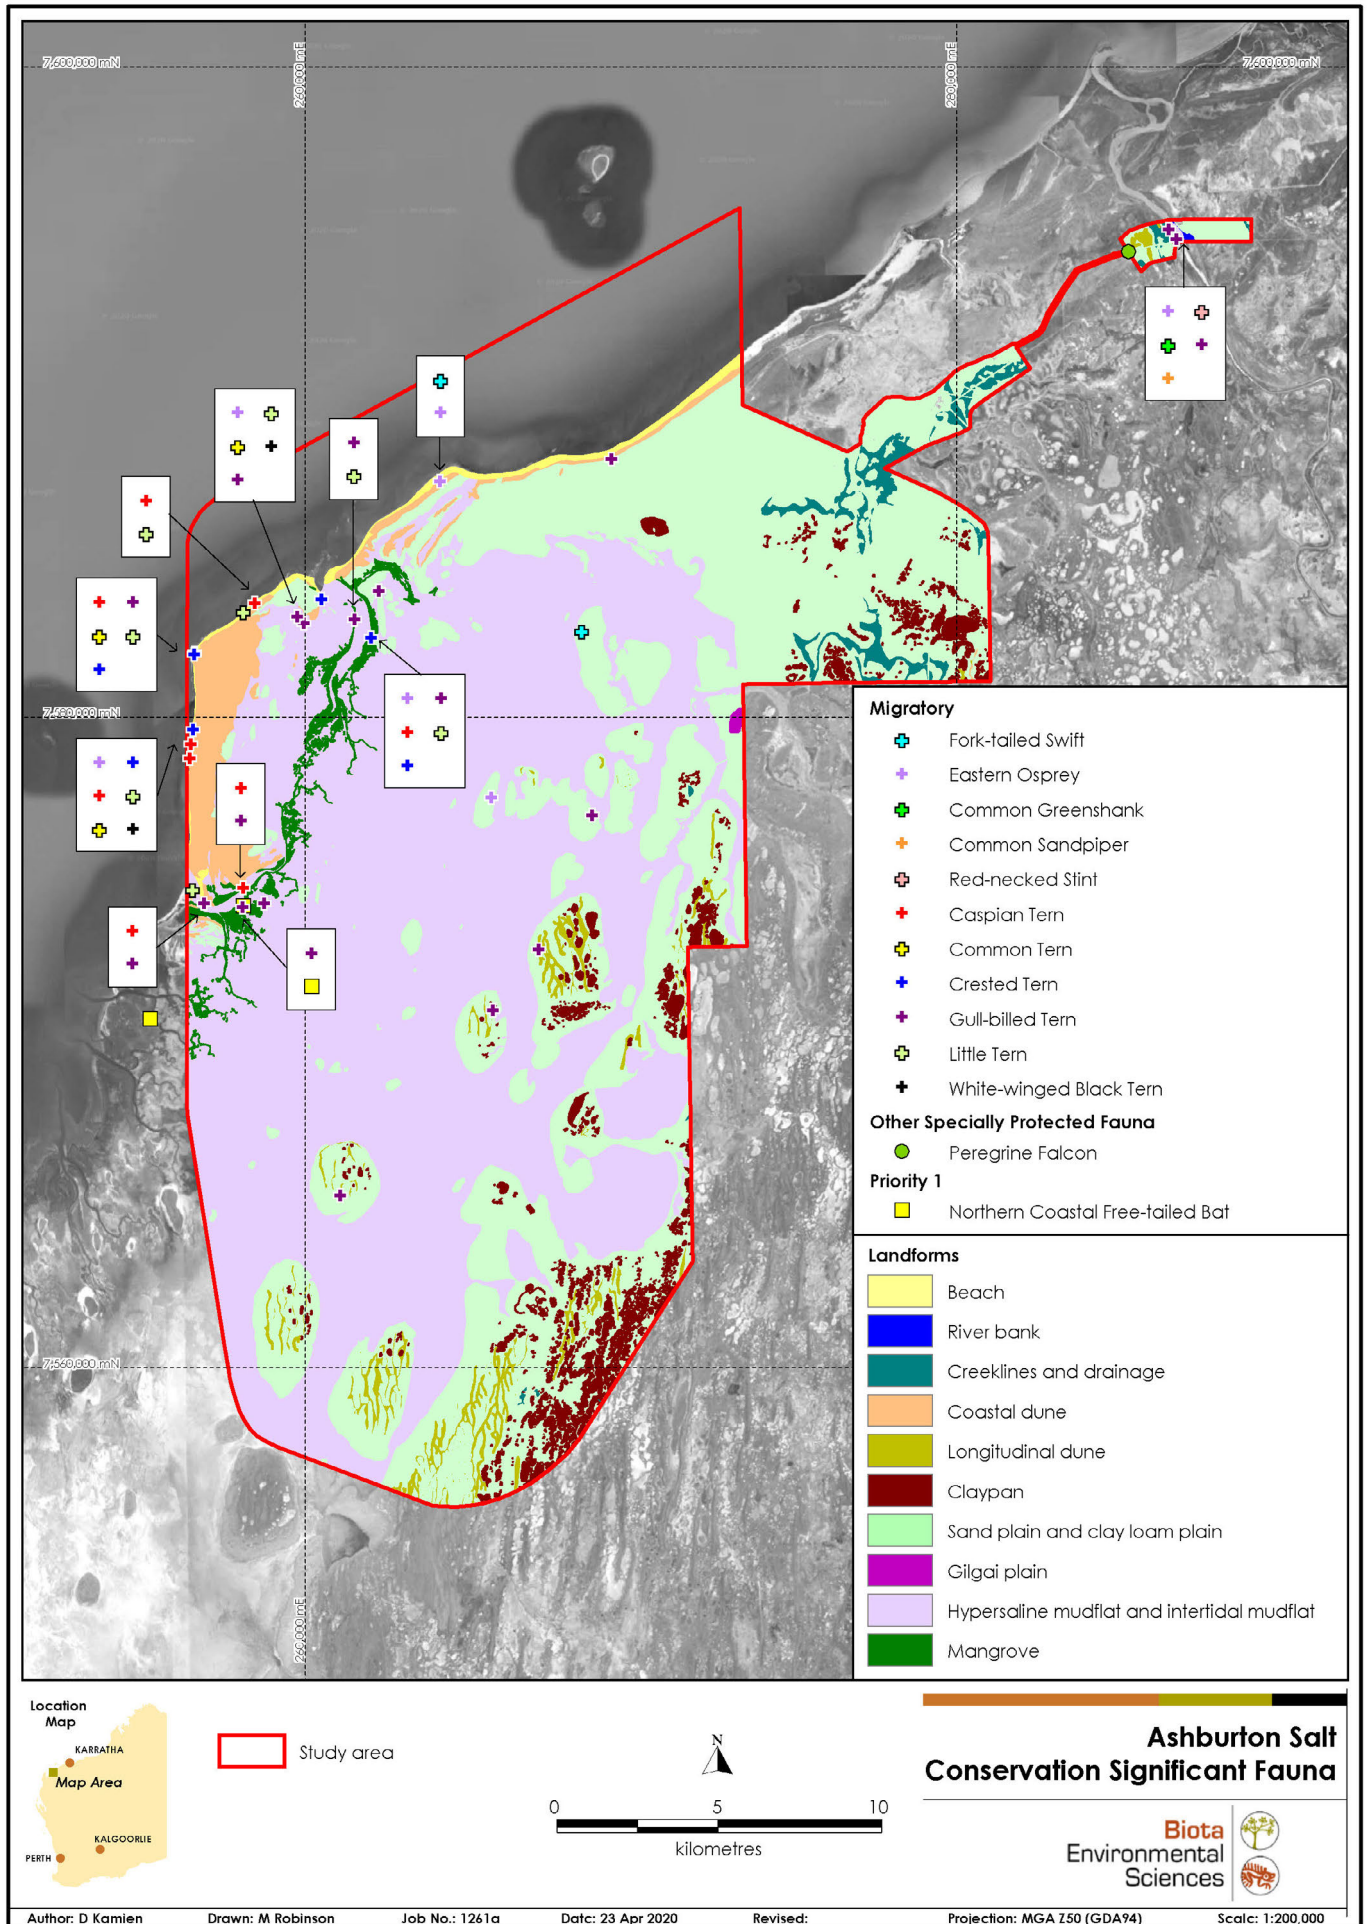 7,600,000 mN
260,000 mE
280,000 mE
7,600,000 mN
7,580,000 mN
Migratory
Fork-tailed Swift
Eastern Osprey
Common Greenshank
Common Sandpiper
Red-necked Stint
Caspian Tern
Common Tern
Crested Tern
Gull-billed Tern
Little Tern
White-winged Black Tern
Other Specially Protected Fauna
Peregrine Falcon
Priority 1
Northern Coastal Free-tailed Bat
Landforms
Beach
River bank
Creeklines and drainage
Coastal dune
Longitudinal dune
Claypan
Sand plain and clay loam plain
Gilgai plain
Hypersaline mudflat and intertidal mudflat
Mangrove
7,560,000 mN
260,000 mE
Location
Map
KARRATHA
Map Area
KALGOORLIE
PERTH
Study area
N
0 5 10
kilometres
Ashburton Salt
Conservation Significant Fauna
Biota
Environmental
Sciences
Author: D Kamien Drawn: M Robinson Job No.: 1261a Date: 23 Apr 2020 Revised: Projection: MGA Z50 (GDA94) Scale: 1:200,000